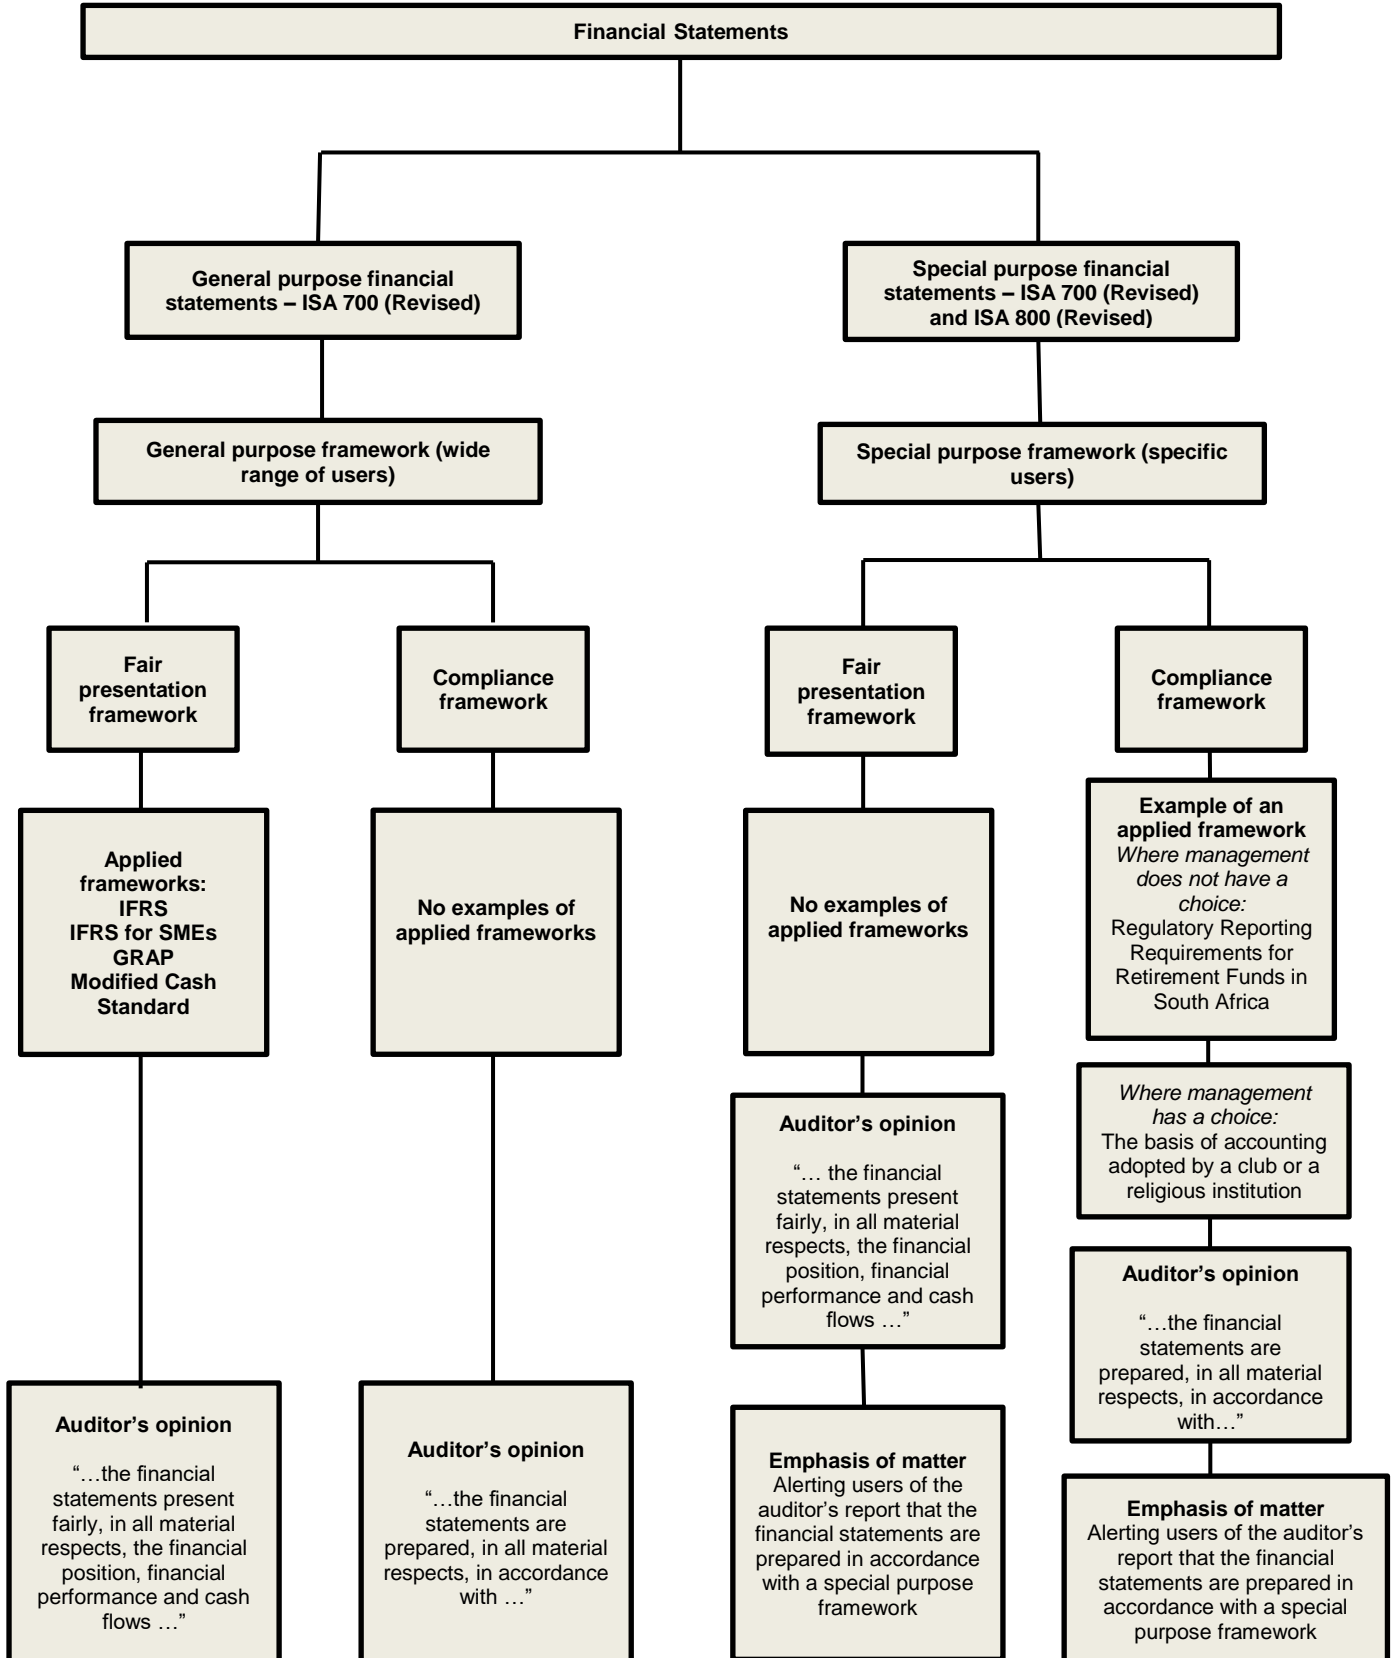 Financial Statements
General purpose financial
statements – ISA 700 (Revised)
Special purpose financial
statements – ISA 700 (Revised)
and ISA 800 (Revised)
General purpose framework (wide
range of users)
Special purpose framework (specific
users)
Fair
presentation
framework
Compliance
framework
Fair
presentation
framework
Compliance
framework
Applied
frameworks:
IFRS
IFRS for SMEs
GRAP
Modified Cash
Standard
No examples of
applied frameworks
No examples of
applied frameworks
Example of an
applied framework
Where management
does not have a
choice:
Regulatory Reporting
Requirements for
Retirement Funds in
South Africa
Where management
has a choice:
The basis of accounting
adopted by a club or a
religious institution
Auditor’s opinion
“… the financial
statements present
fairly, in all material
respects, the financial
position, financial
performance and cash
flows …”
Auditor’s opinion
“…the financial
statements are
prepared, in all material
respects, in accordance
with…”
Auditor’s opinion
“…the financial
statements present
fairly, in all material
respects, the financial
position, financial
performance and cash
flows …”
Auditor’s opinion
“…the financial
statements are
prepared, in all material
respects, in accordance
with …”
Emphasis of matter
Alerting users of the
auditor’s report that the
financial statements are
prepared in accordance
with a special purpose
framework
Emphasis of matter
Alerting users of the auditor’s
report that the financial
statements are prepared in
accordance with a special
purpose framework